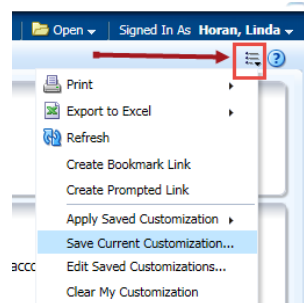 Open Signed In As Horan, Linda
Print
Export to Excel
Refresh
Create Bookmark Link
Create Prompted Link
Apply Saved Customization
Save Current Customization...
acco Edit Saved Customizations...
Clear My Customization